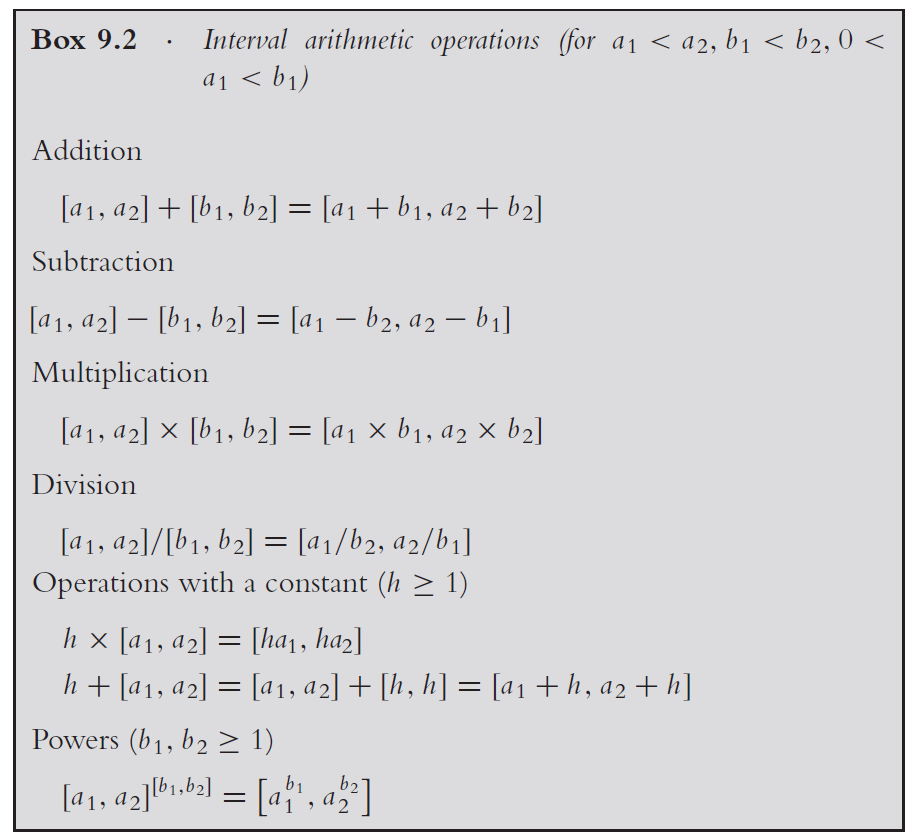 Box 9.2 · Interval arithmetic operations (for a₁ < a₂, b₁ < b₂, 0 <
a₁ < b₁)
Addition
[a₁, a₂] + [b₁, b₂] = [a₁ + b₁, a₂ + b₂]
Subtraction
[a₁, a₂] − [b₁, b₂] = [a₁ − b₂, a₂ − b₁]
Multiplication
[a₁, a₂] × [b₁, b₂] = [a₁ × b₁, a₂ × b₂]
Division
[a₁, a₂]/[b₁, b₂] = [a₁/b₂, a₂/b₁]
Operations with a constant (h ≥ 1)
h × [a₁, a₂] = [ha₁, ha₂]
h + [a₁, a₂] = [a₁, a₂] + [h, h] = [a₁ + h, a₂ + h]
Powers (b₁, b₂ ≥ 1)
[a₁, a₂]^[b₁,b₂] = [a₁^b₁, a₂^b₂]